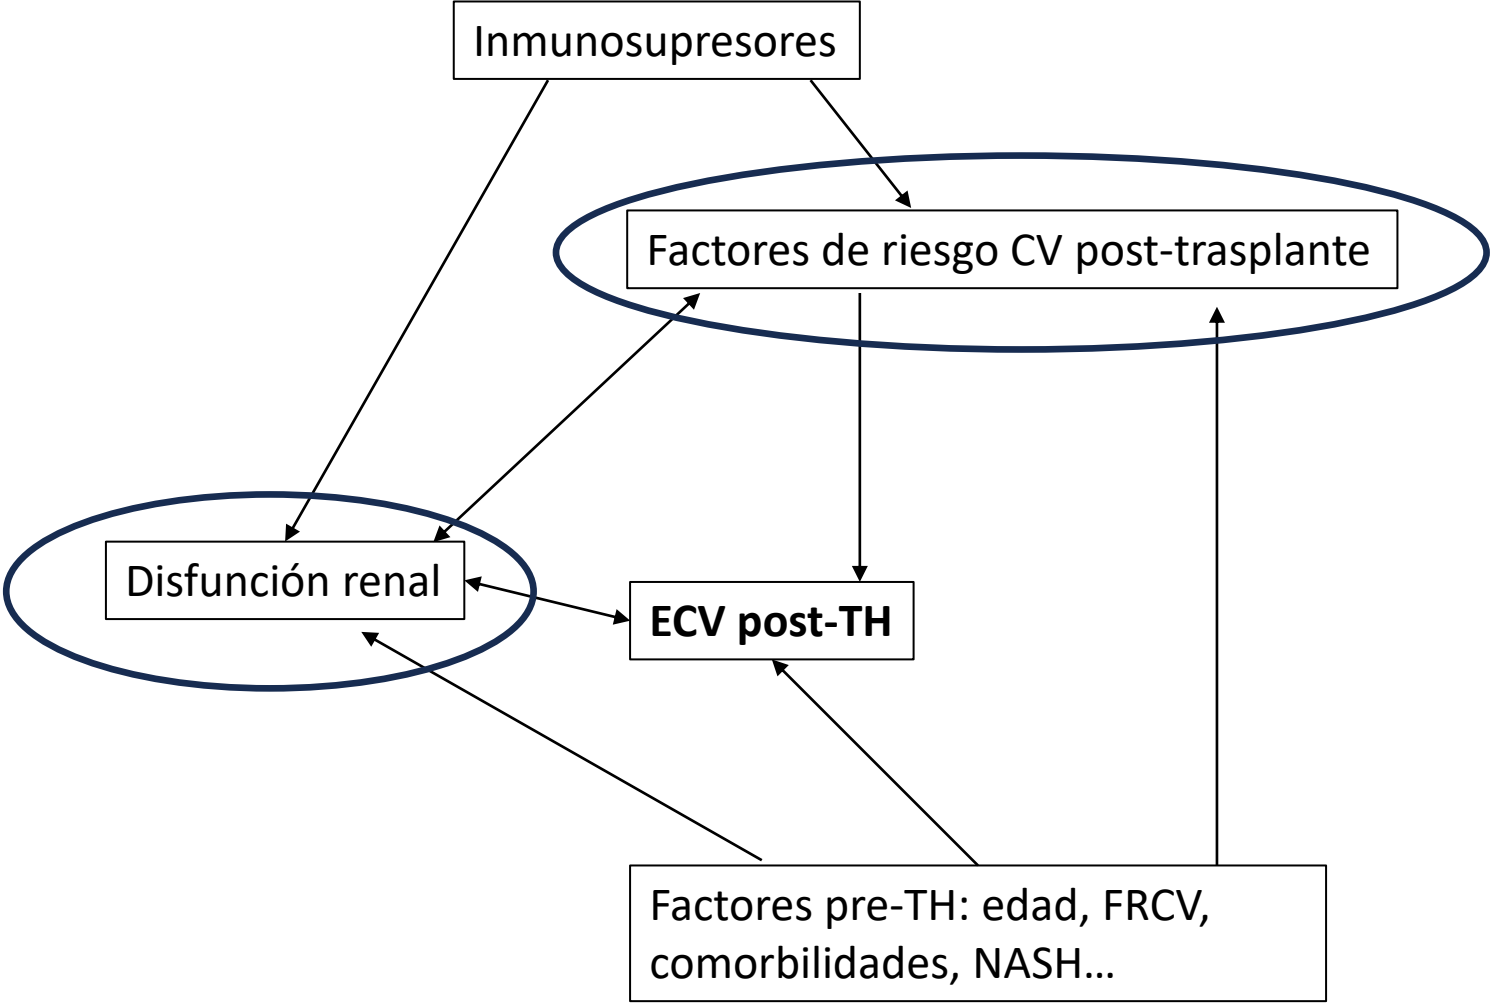 Inmunosupresores
Factores de riesgo CV post-trasplante
Disfunción renal
ECV post-TH
Factores pre-TH: edad, FRCV,
comorbilidades, NASH...